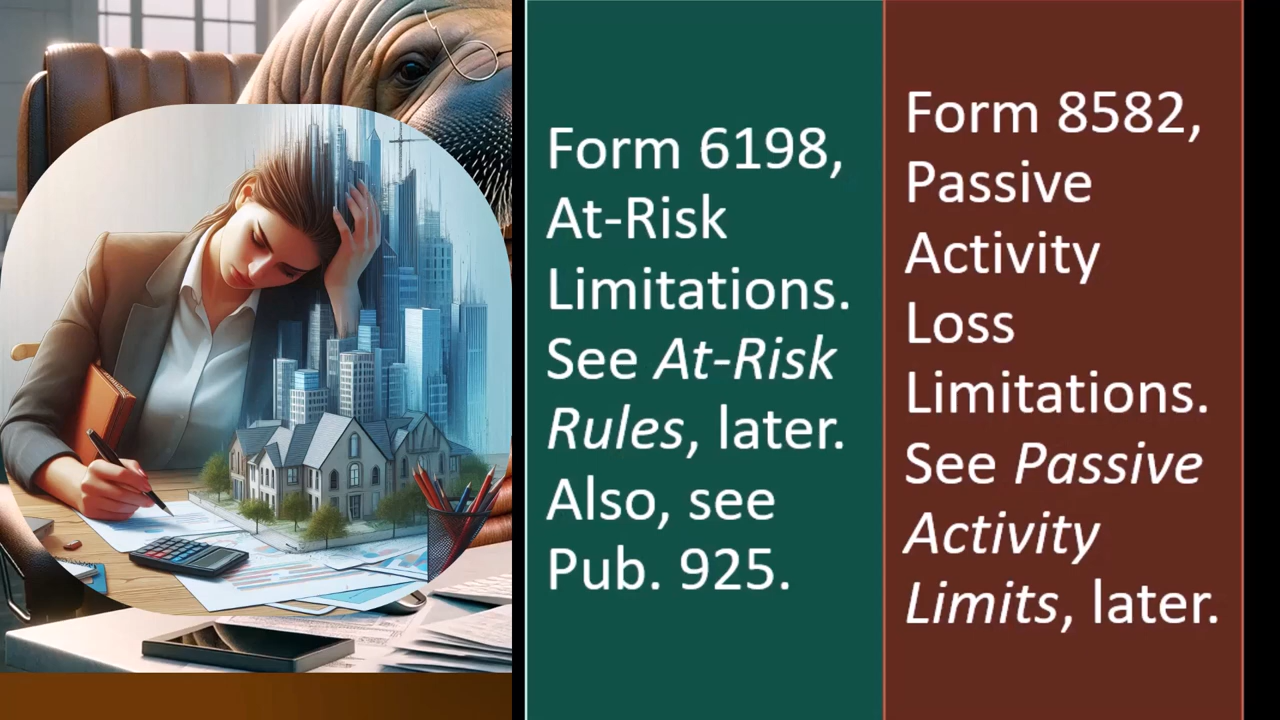 Form 6198,
At-Risk
Limitations.
See At-Risk
Rules, later.
Also, see
Pub. 925.
Form 8582,
Passive
Activity
Loss
Limitations.
See Passive
Activity
Limits, later.